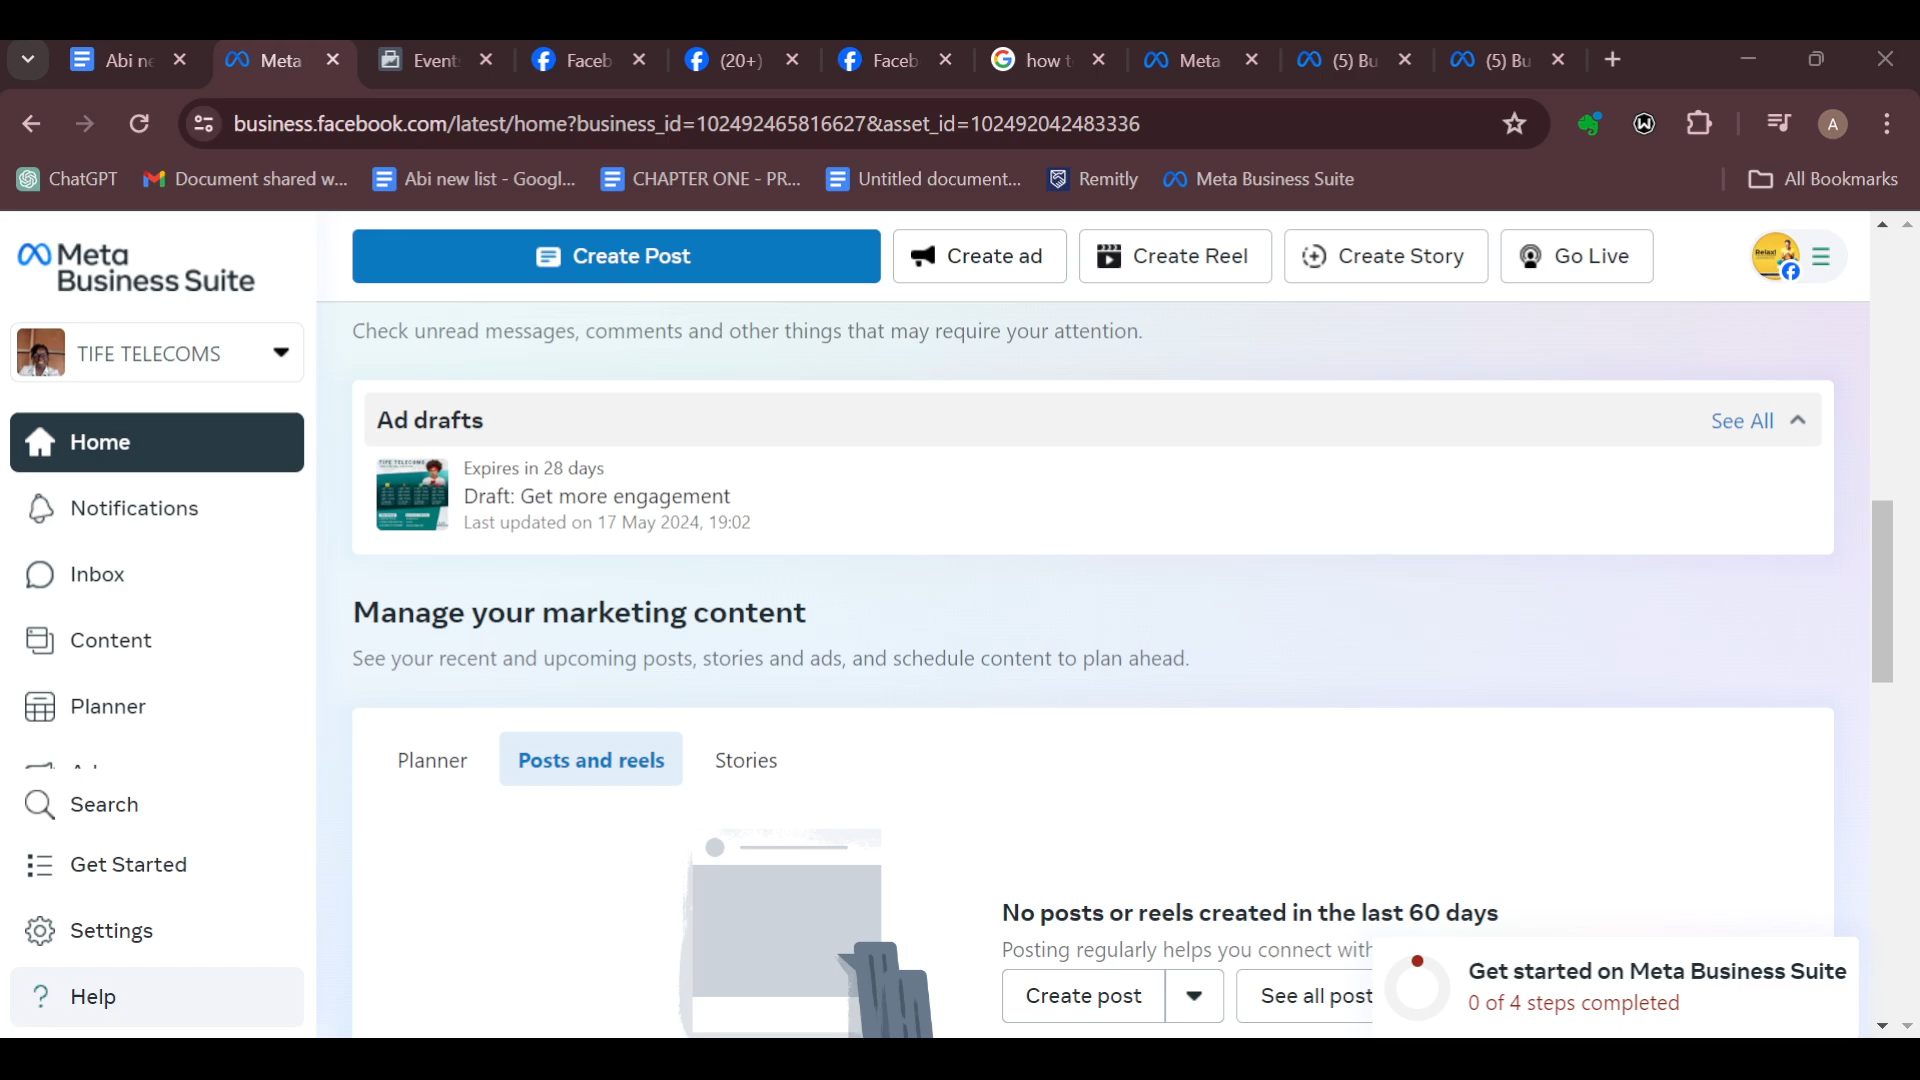 Abi ne
Meta
Event
Faceb
(20+)
Faceb
how t
Meta
(5) Bu
(5) Bu
business.facebook.com/latest/home?business_id=102492465816627&asset_id=102492042483336
A
ChatGPT
Document shared w...
Abi new list - Googl...
CHAPTER ONE - PR...
Untitled document...
Remitly
Meta Business Suite
All Bookmarks
Meta
Business Suite
Create Post
Create ad
Create Reel
Create Story
Go Live
Relax!
TIFE TELECOMS
Check unread messages, comments and other things that may require your attention.
Home
Notifications
Inbox
Content
Planner
Search
Get Started
Settings
Help
Ad drafts
See All
TIFE TELECOMS
Expires in 28 days
Draft: Get more engagement
Last updated on 17 May 2024, 19:02
Manage your marketing content
See your recent and upcoming posts, stories and ads, and schedule content to plan ahead.
Planner
Posts and reels
Stories
No posts or reels created in the last 60 days
Posting regularly helps you connect with
Create post
See all post
Get started on Meta Business Suite
0 of 4 steps completed